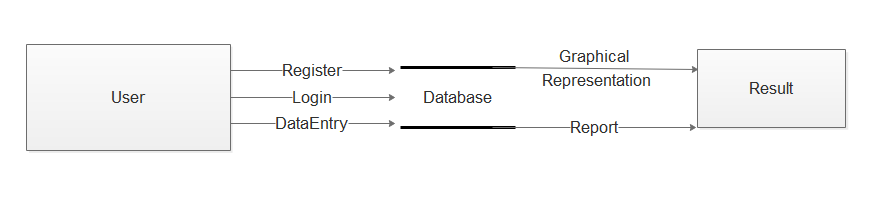 User
Register
Login
DataEntry
Database
Graphical
Representation
Report
Result